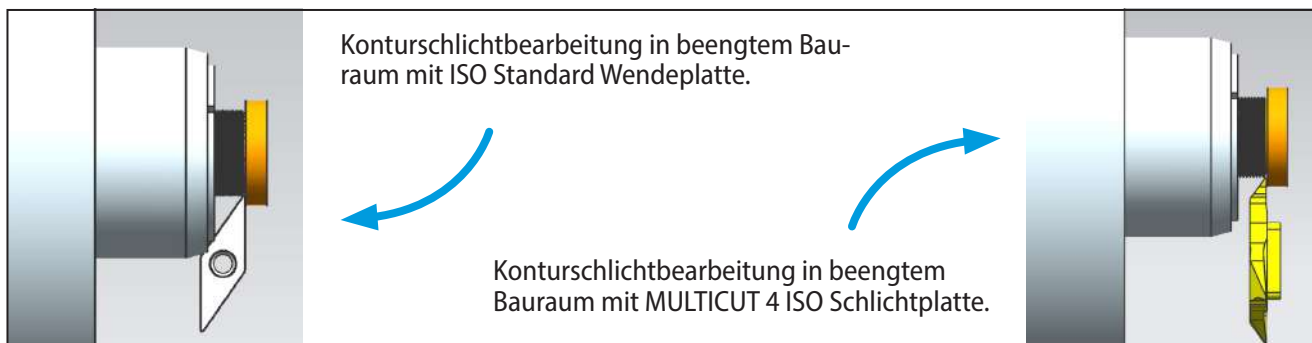 Konturschlichtbearbeitung in beengtem Bau-
raum mit ISO Standard Wendeplatte.
Konturschlichtbearbeitung in beengtem
Bauraum mit MULTICUT 4 ISO Schlichtplatte.